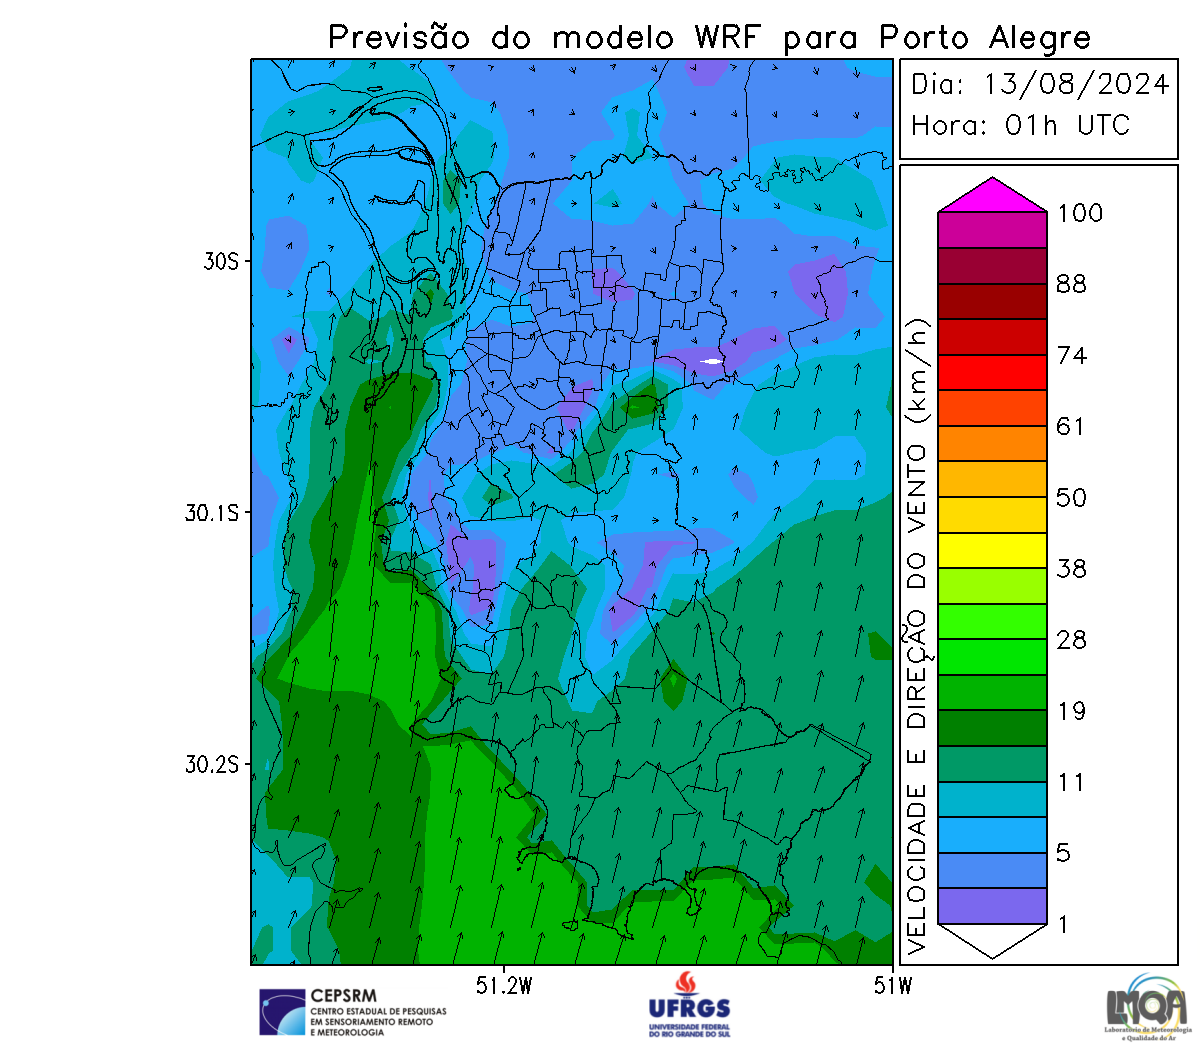 Previsão do modelo WRF para Porto Alegre
Dia: 13/08/2024
Hora: 01h UTC
100
88
74
61
50
38
28
19
11
5
1
VELOCIDADE E DIREÇÃO DO VENTO (km/h)
30S
30.1S
30.2S
51.2W
51W
CEPSRM
CENTRO ESTADUAL DE PESQUISAS
EM SENSORIAMENTO REMOTO
E METEOROLOGIA
UFRGS
UNIVERSIDADE FEDERAL
DO RIO GRANDE DO SUL
LMQA
Laboratório de Meteorologia
e Qualidade do Ar